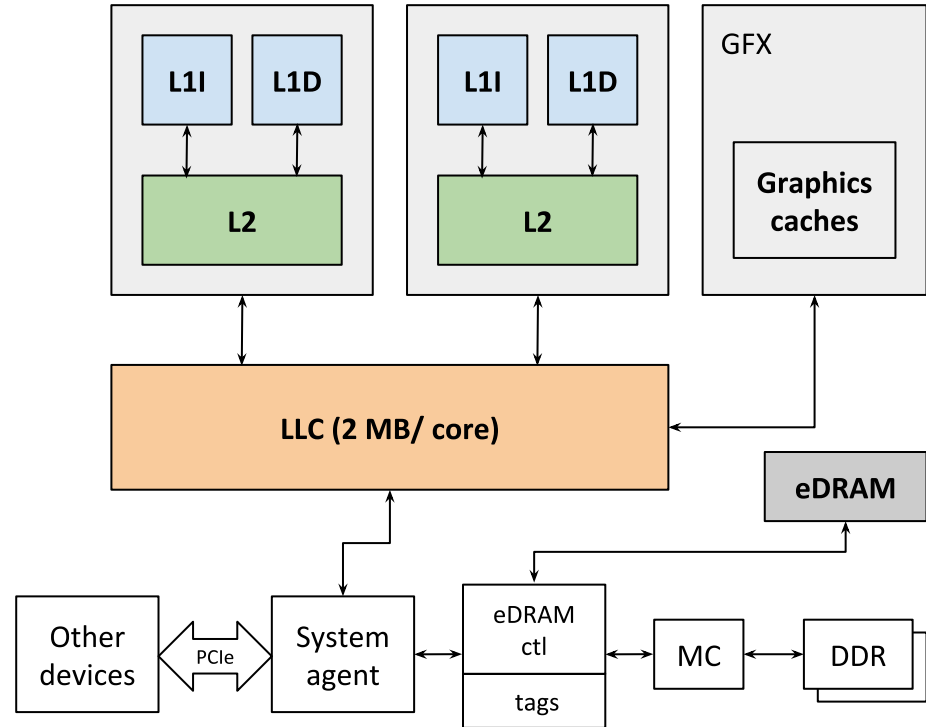 L1I
L1D
L2
L1I
L1D
L2
GFX
Graphics
caches
LLC (2 MB/ core)
eDRAM
Other
devices
PCIe
System
agent
eDRAM
ctl
tags
MC
DDR